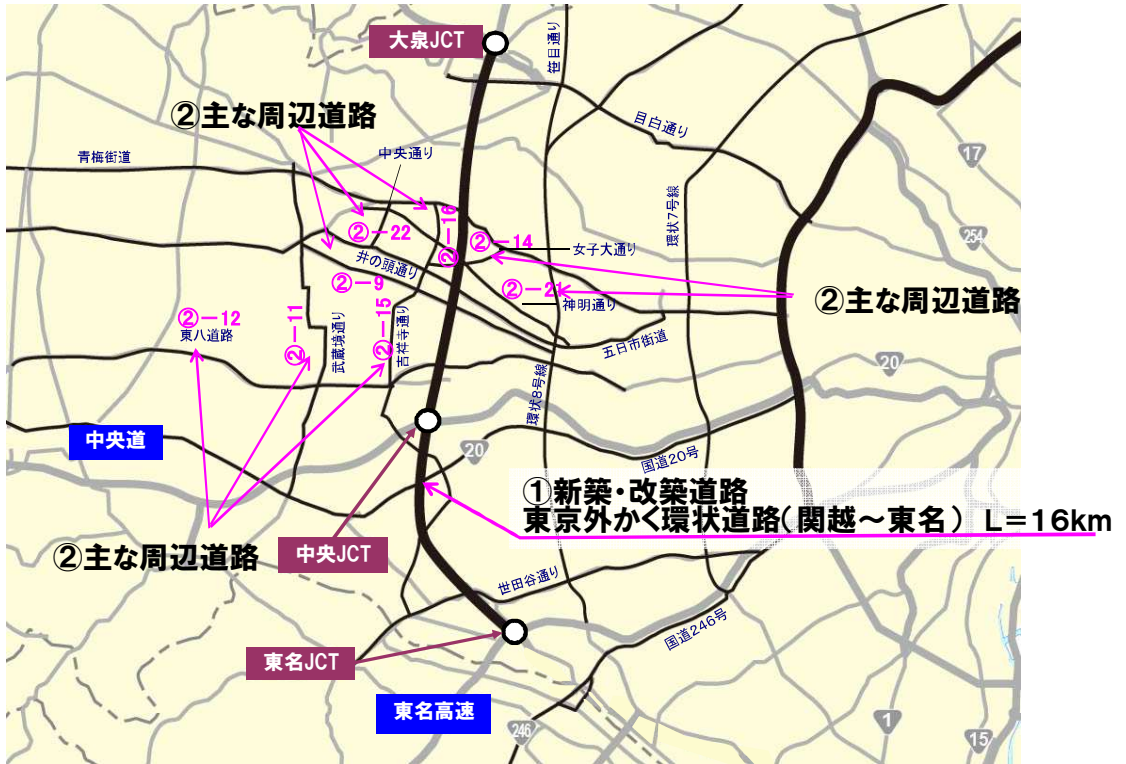 大泉JCT
笹目通り
②主な周辺道路
目白通り
17
青梅街道
中央通り
環状7号線
②－16
②－22
②－14
女子大通り
254
井の頭通り
②－9
②－21
神明通り
②主な周辺道路
②－12
東八道路
②－11
武蔵境通り
②－15
吉祥寺通り
五日市街道
環状8号線
20
中央道
20
国道20号
①新築・改築道路
東京外かく環状道路（関越～東名） L＝16km
②主な周辺道路
中央JCT
世田谷通り
国道246号
東名JCT
東名高速
246
1
15